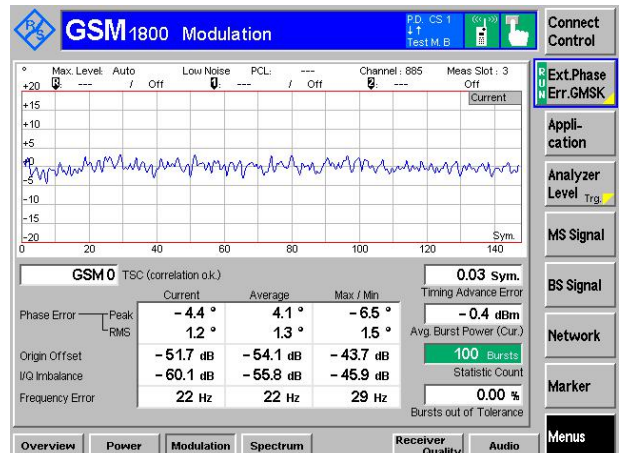 R&S GSM 1800 Modulation P.D. CS 1 Connect
Test M. B Control
° Max. Level: Auto Low Noise PCL: --- Channel : 885 Meas Slot : 3
--- / Off --- / Off --- Off
Current
+20
+15
+10
+5
-5
-10
-15
-20 Sym.
0 20 40 60 80 100 120 140
GSM 0 TSC (correlation o.k.) 0.03 Sym.
Current Average Max / Min Timing Advance Error
Phase Error Peak -4.4 ° 4.1 ° -6.5 ° -0.4 dBm
RMS 1.2 ° 1.3 ° 1.5 ° Avg. Burst Power (Cur.)
Origin Offset -51.7 dB -54.1 dB -43.7 dB 100 Bursts
I/Q Imbalance -60.1 dB -55.8 dB -45.9 dB Statistic Count
Frequency Error 22 Hz 22 Hz 29 Hz 0.00 %
Bursts out of Tolerance
RUN
Ext.Phase
Err.GMSK
Appli-
cation
Analyzer
Level Trg.
MS Signal
BS Signal
Network
Marker
Menus
Overview Power Modulation Spectrum Receiver Quality Audio